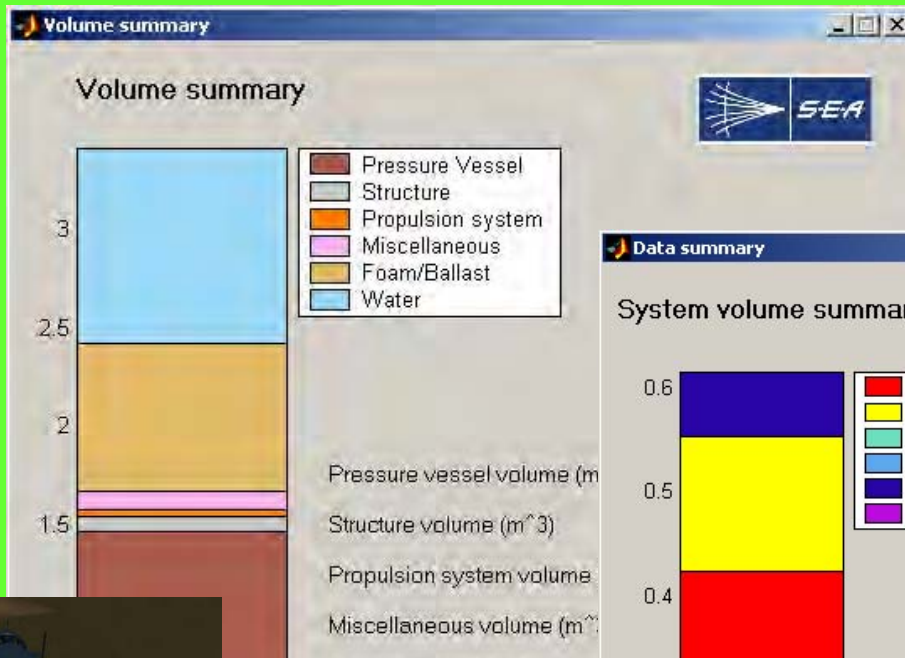 Volume summary
Volume summary
S·E·A
Pressure Vessel
Structure
Propulsion system
Miscellaneous
Foam/Ballast
Water
3
2.5
2
1.5
Pressure vessel volume (m
Structure volume (m^3)
Propulsion system volume
Miscellaneous volume (m^
Data summary
System volume summar
0.6
0.5
0.4